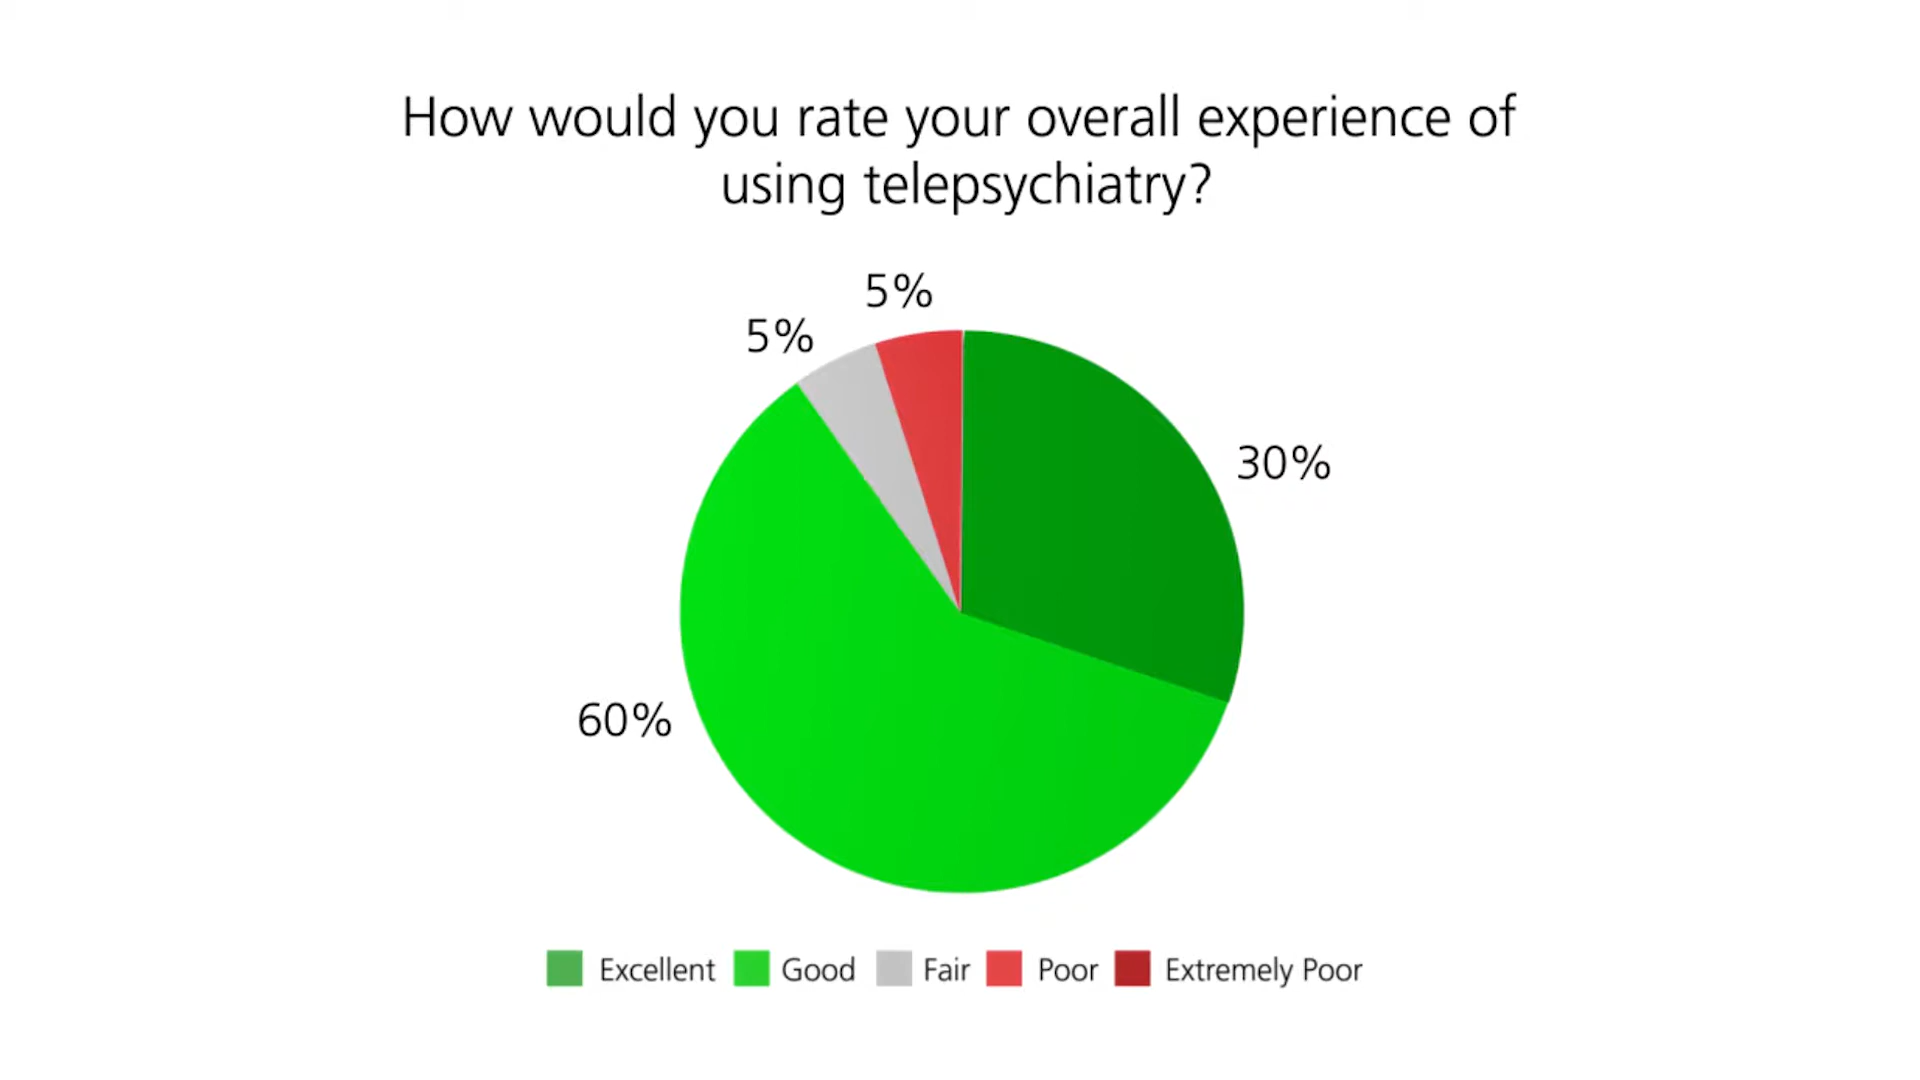 How would you rate your overall experience of
using telepsychiatry?
5%
5%
30%
60%
Excellent Good Fair Poor Extremely Poor